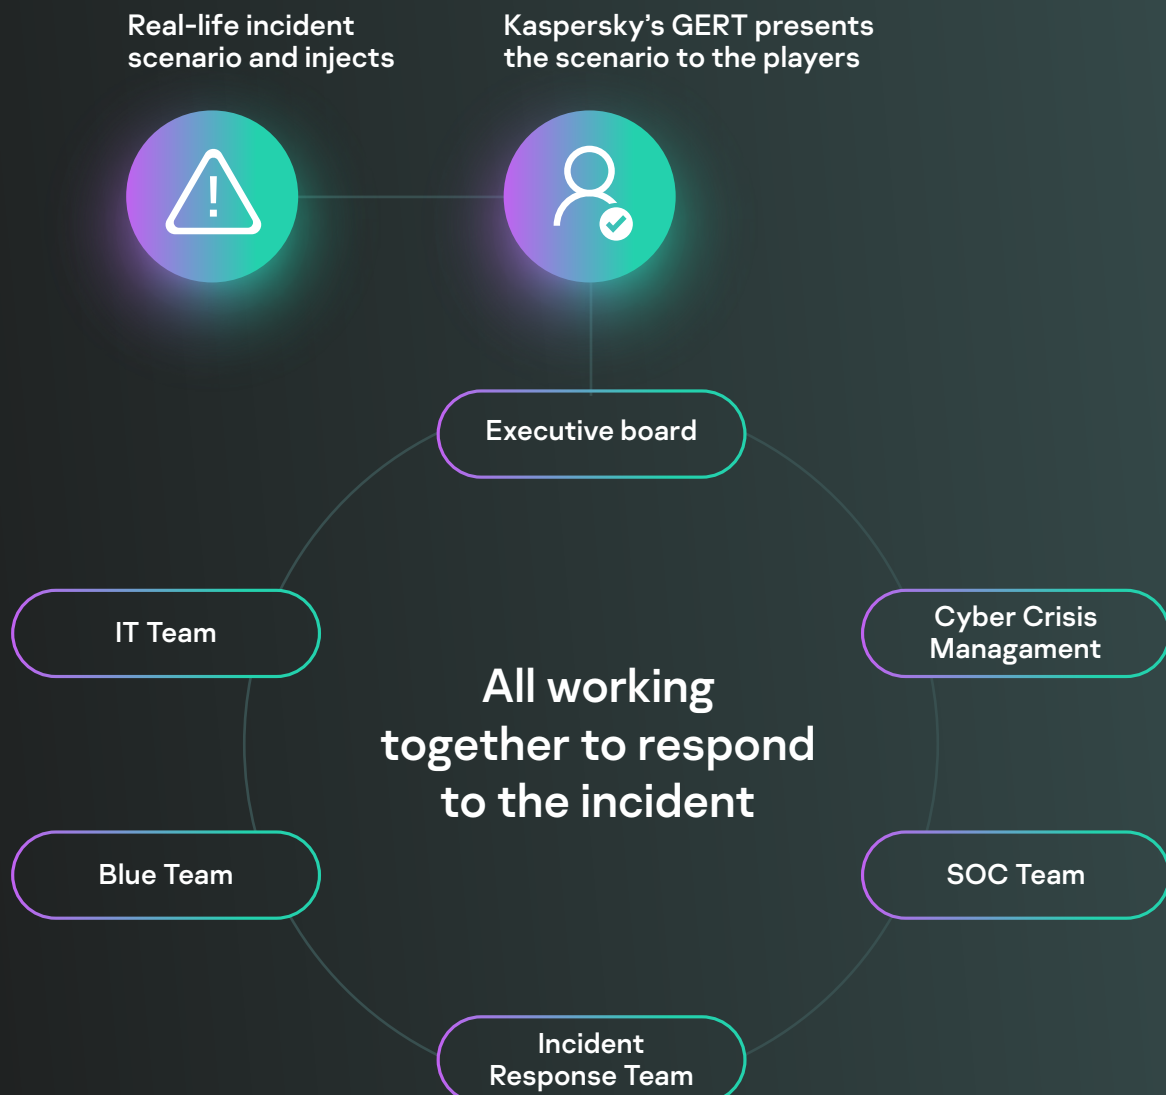 Real-life incident
scenario and injects
Kaspersky’s GERT presents
the scenario to the players
Executive board
IT Team
Cyber Crisis
Managament
All working
together to respond
to the incident
Blue Team
SOC Team
Incident
Response Team